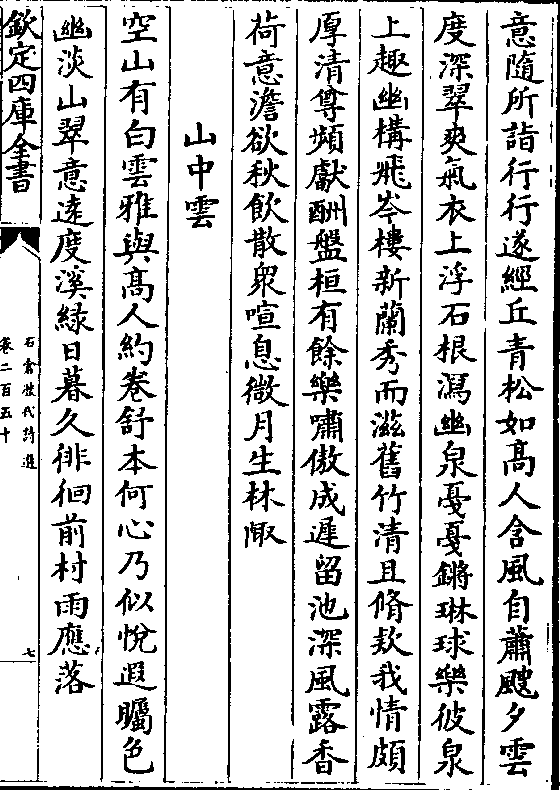 意隨所詣行行遂經丘青松如髙人含風自蕭颼夕雲
度深翠爽氣衣上浮石根瀉幽泉戞戞鏘琳球樂彼泉
上趣幽構飛岑樓新蘭秀而滋舊竹清且脩欵我情頗
厚清尊頻獻酬盤桓有餘樂嘯傲成遲留池深風露香
荷意澹欲秋飲散衆喧息微月生林陬
山中雲
空山有白雲雅與髙人約卷舒本何心乃似悅遐矚色
幽淡山翠意逺度溪緑日暮久徘徊前村雨應落
欽定四庫全書
石倉歴代詩選
卷二百五十
七